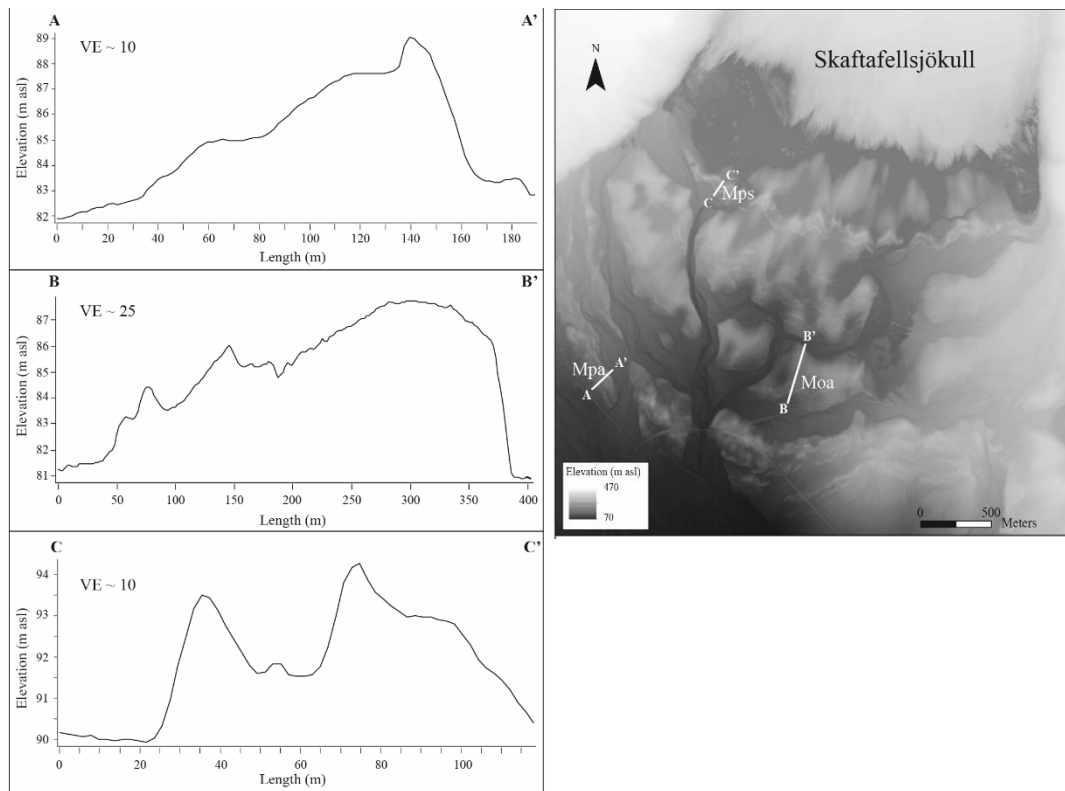 A A'
VE ~ 10
Elevation (m asl)
89
88
87
86
85
84
83
82
0 20 40 60 80 100 120 140 160 180
Length (m)
B B'
VE ~ 25
Elevation (m asl)
87
86
85
84
83
82
81
0 50 100 150 200 250 300 350 400
Length (m)
C C'
VE ~ 10
Elevation (m asl)
94
93
92
91
90
0 20 40 60 80 100
Length (m)
Skaftafellsjökull
N
C'
C Mps
B'
Mpa A'
A Moa
B
Elevation (m asl)
470
70
0 500
Meters